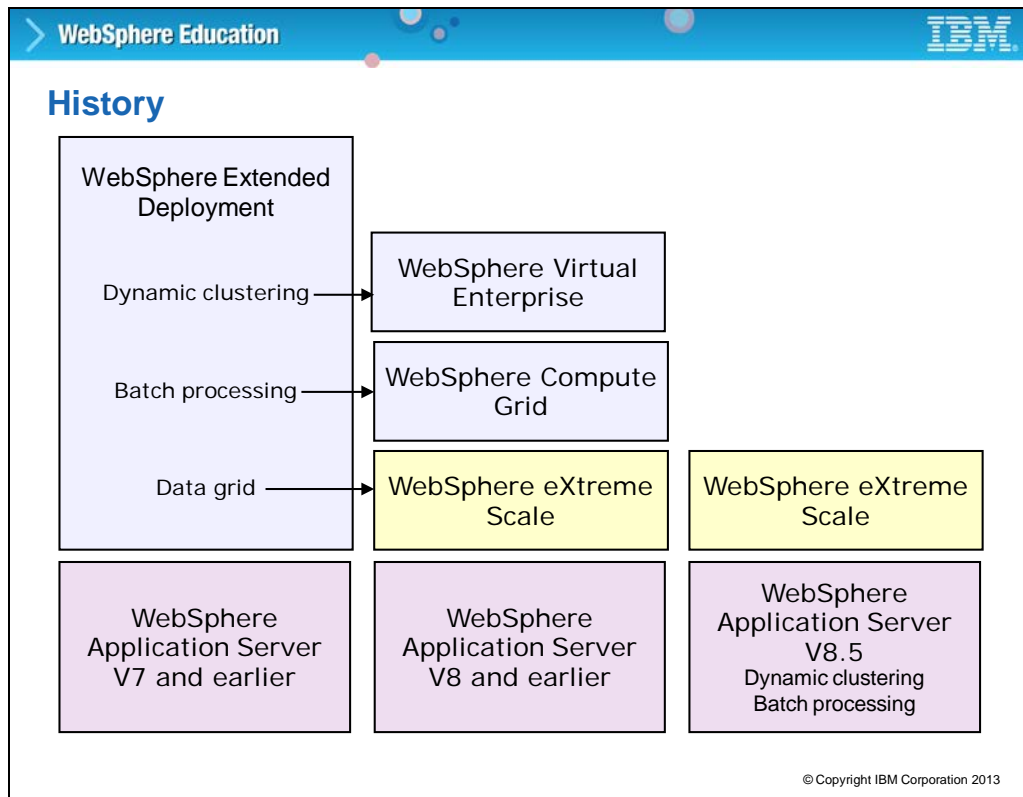 WebSphere Education
IBM.
History
WebSphere Extended
Deployment
Dynamic clustering
Batch processing
Data grid
WebSphere Virtual
Enterprise
WebSphere Compute
Grid
WebSphere eXtreme
Scale
WebSphere eXtreme
Scale
WebSphere
Application Server
V7 and earlier
WebSphere
Application Server
V8 and earlier
WebSphere
Application Server
V8.5
Dynamic clustering
Batch processing
© Copyright IBM Corporation 2013